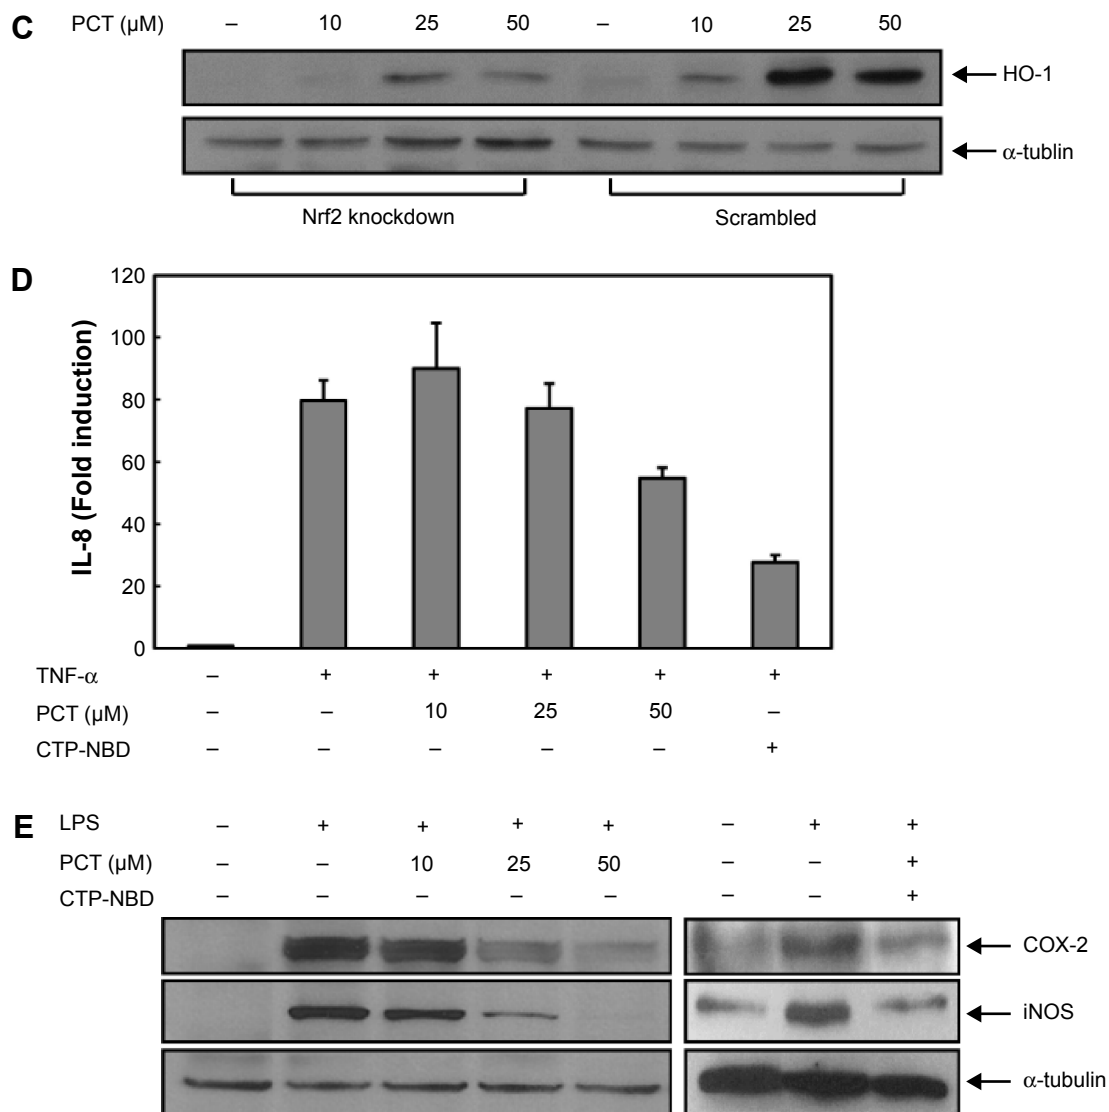 C PCT (µM) – 10 25 50 – 10 25 50
HO-1
α-tublin
Nrf2 knockdown Scrambled
D
120
100
80
60
40
20
0
IL-8 (Fold induction)
TNF-α – + + + + +
PCT (µM) – – 10 25 50 –
CTP-NBD – – – – – +
E LPS – + + + + – + +
PCT (µM) – – 10 25 50 – – +
CTP-NBD – – – – – – – +
COX-2
iNOS
α-tubulin